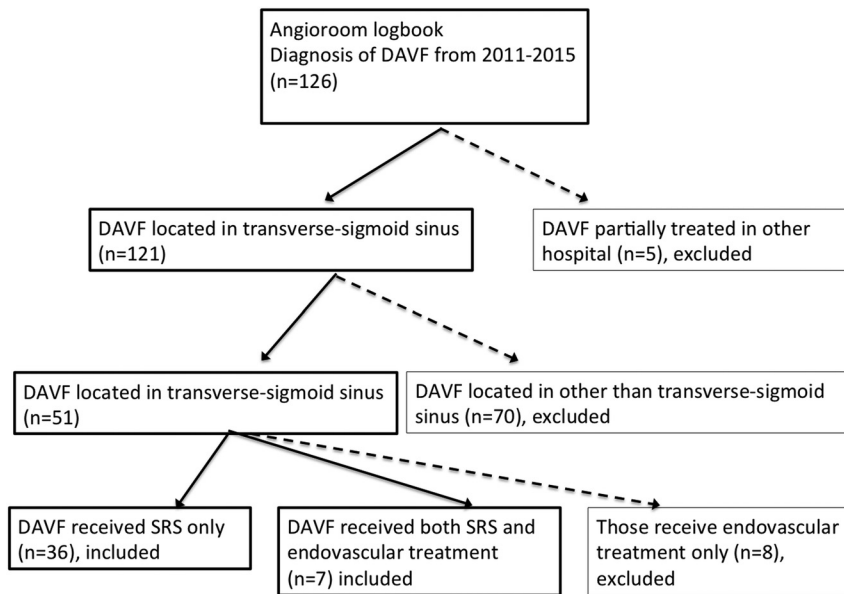 Angioroom logbook
Diagnosis of DAVF from 2011-2015
(n=126)
DAVF located in transverse-sigmoid sinus
(n=121)
DAVF partially treated in other
hospital (n=5), excluded
DAVF located in transverse-sigmoid sinus
(n=51)
DAVF located in other than transverse-sigmoid
sinus (n=70), excluded
DAVF received SRS only
(n=36), included
DAVF received both SRS and
endovascular treatment
(n=7) included
Those receive endovascular
treatment only (n=8),
excluded